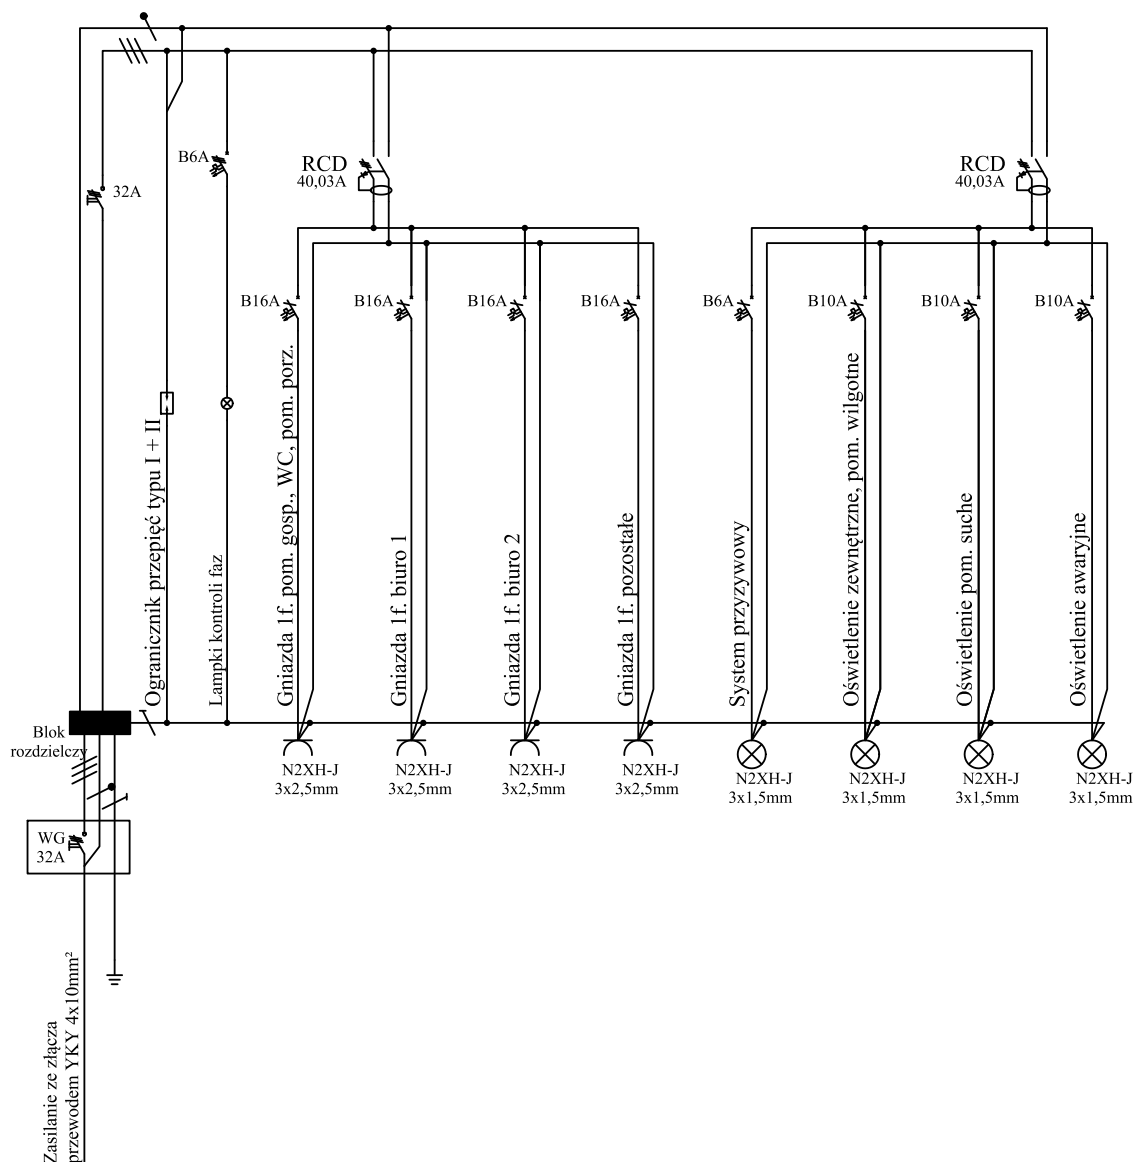 RCD
40,03A
RCD
40,03A
B6A
32A
B16A
B16A
B16A
B16A
B6A
B10A
B10A
B10A
Ogranicznik przepięć typu I + II
Lampki kontroli faz
Gniazda 1f. pom. gosp., WC, pom. porz.
Gniazda 1f. biuro 1
Gniazda 1f. biuro 2
Gniazda 1f. pozostałe
System przyzywowy
Oświetlenie zewnętrzne, pom. wilgotne
Oświetlenie pom. suche
Oświetlenie awaryjne
Blok
rozdzielczy
N2XH-J
3x2,5mm
N2XH-J
3x2,5mm
N2XH-J
3x2,5mm
N2XH-J
3x2,5mm
N2XH-J
3x1,5mm
N2XH-J
3x1,5mm
N2XH-J
3x1,5mm
N2XH-J
3x1,5mm
WG
32A
Zasilanie ze złącza
przewodem YKY 4x10mm²